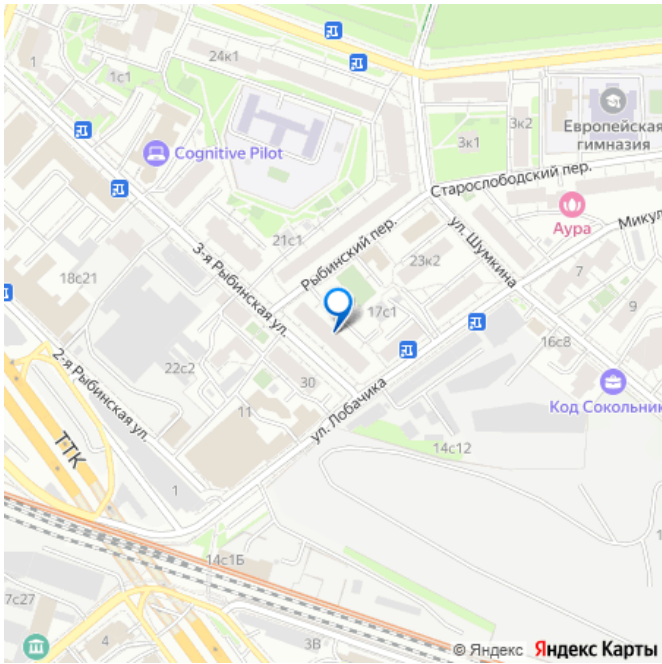 24к1
1
1с1
3к2
3к1
Европейская
гимназия
Cognitive Pilot
Старослободский пер.
Аура
Микул
21с1
Рыбинский пер.
ул. Шумкина
23к2
7
9
18с21
3-я Рыбинская ул.
17с1
16с8
22с2
2-я Рыбинская ул.
30
11
ул. Лобачика
Код Сокольник
ТТК
14с12
1
1
14с1Б
7с27
4
3В
© Яндекс Яндекс Карты